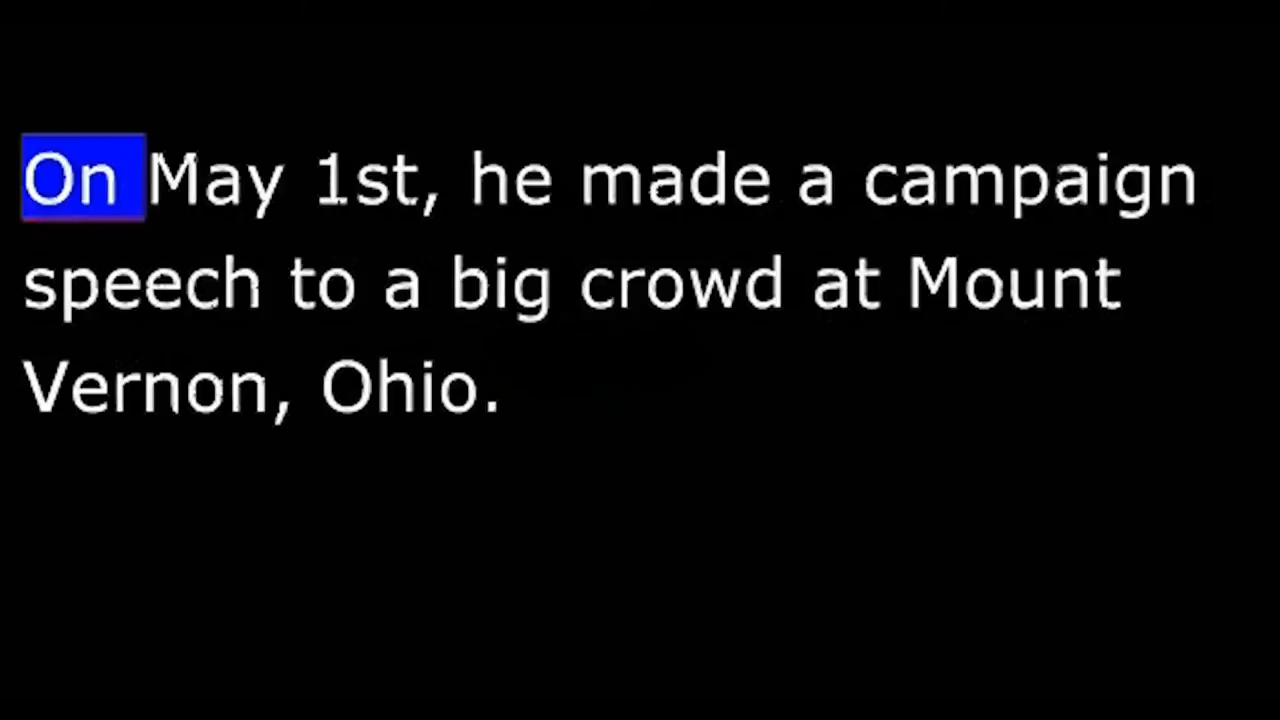 On May 1st, he made a campaign
speech to a big crowd at Mount
Vernon, Ohio.